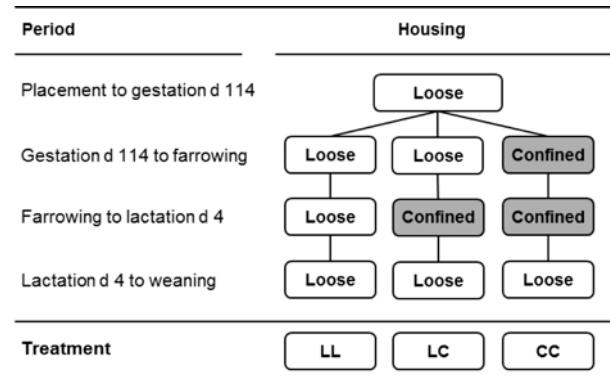 Period Housing
Placement to gestation d 114 Loose
Gestation d 114 to farrowing Loose Loose Confined
Farrowing to lactation d 4 Loose Confined Confined
Lactation d 4 to weaning Loose Loose Loose
Treatment LL LC CC